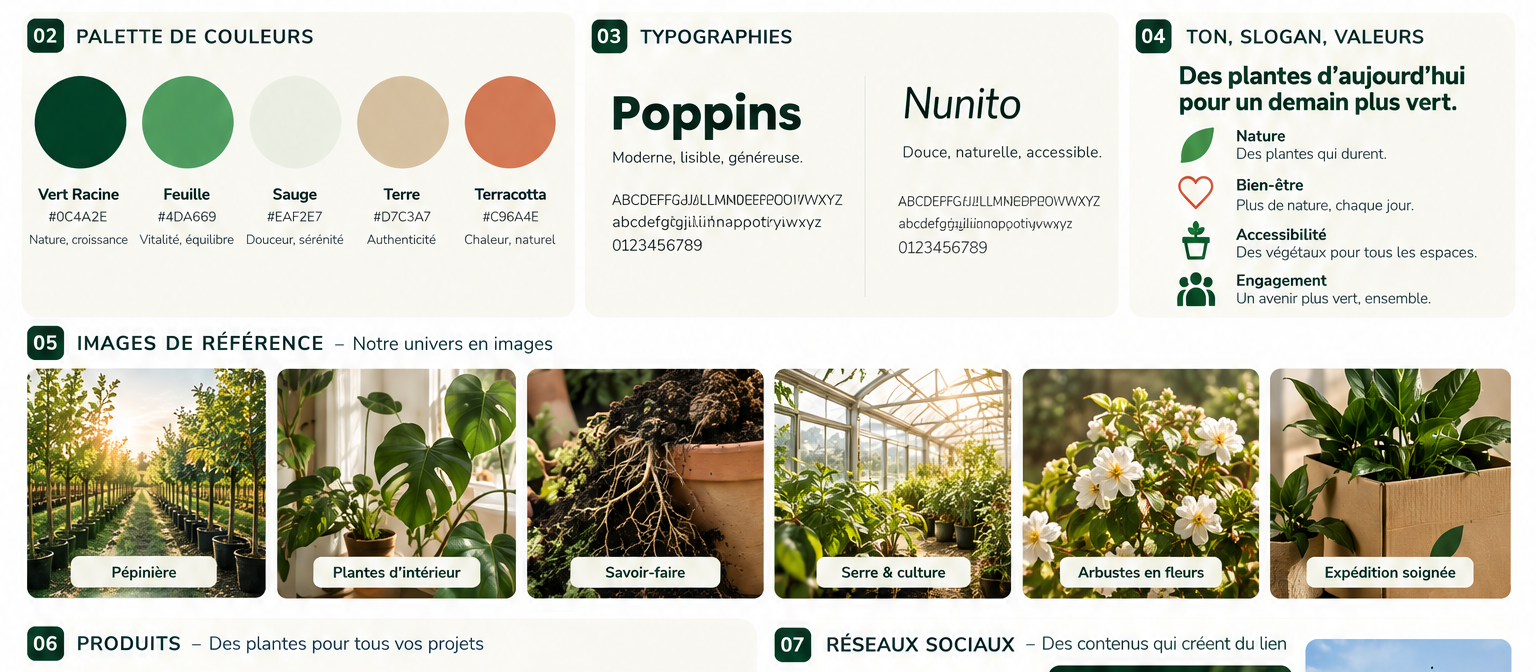 02 PALETTE DE COULEURS
Vert Racine
#0C4A2E
Nature, croissance
Feuille
#4DA669
Vitalité, équilibre
Sauge
#EAF2E7
Douceur, sérénité
Terre
#D7C3A7
Authenticité
Terracotta
#C96A4E
Chaleur, naturel
03 TYPOGRAPHIES
Poppins
Moderne, lisible, généreuse.
0123456789
Nunito
Douce, naturelle, accessible.
0123456789
04 TON, SLOGAN, VALEURS
Des plantes d’aujourd’hui
pour un demain plus vert.
Nature
Des plantes qui durent.
Bien-être
Plus de nature, chaque jour.
Accessibilité
Des végétaux pour tous les espaces.
Engagement
Un avenir plus vert, ensemble.
05 IMAGES DE RÉFÉRENCE – Notre univers en images
Pépinière
Plantes d’intérieur
Savoir-faire
Serre & culture
Arbustes en fleurs
Expédition soignée
06 PRODUITS – Des plantes pour tous vos projets
07 RÉSEAUX SOCIAUX – Des contenus qui créent du lien